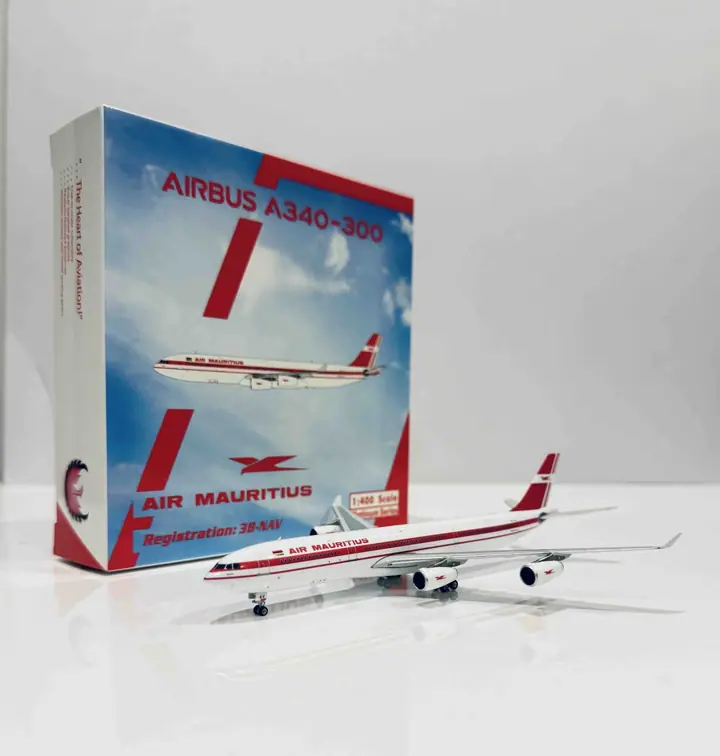 "...The Heart of Aviation!"
AIRBUS A340-300
AIR MAURITIUS
AIR MAURITIUS
Registration: 3B-NAV
1:400 Scale
AIR MAURITIUS